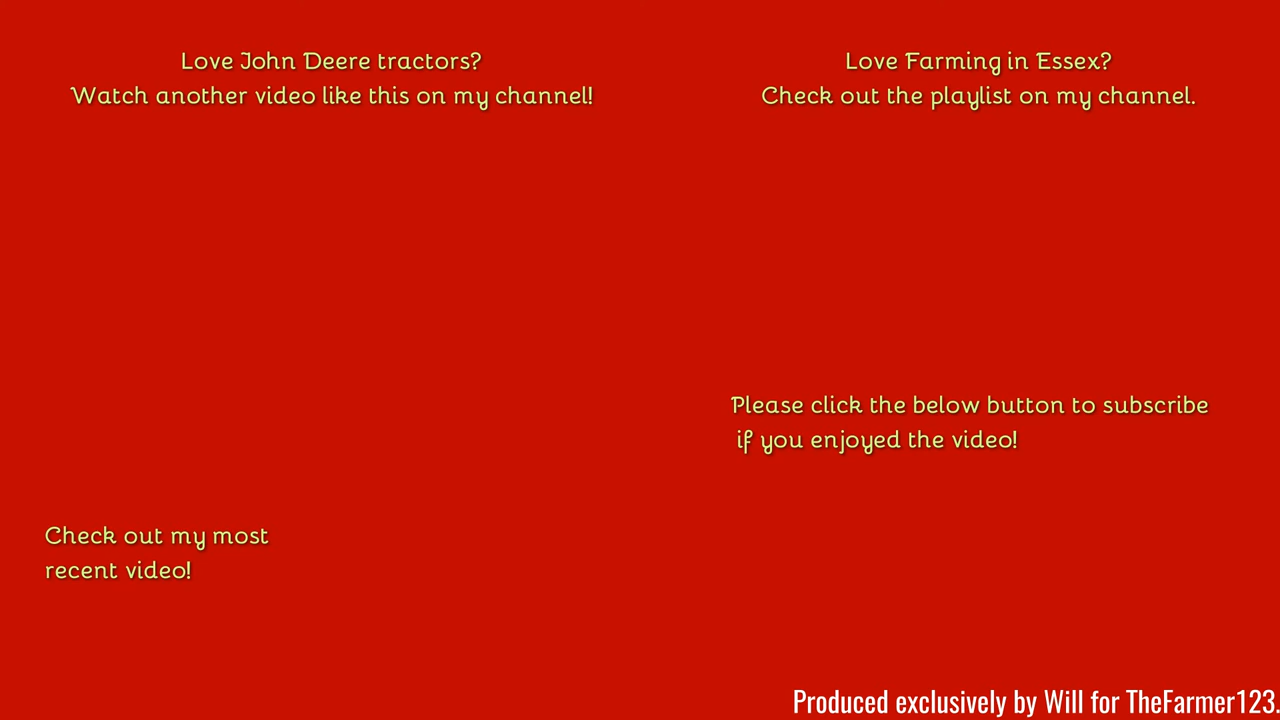 Love John Deere tractors?
Watch another video like this on my channel!
Love Farming in Essex?
Check out the playlist on my channel.
Please click the below button to subscribe
if you enjoyed the video!
Check out my most
recent video!
Produced exclusively by Will for TheFarmer123.